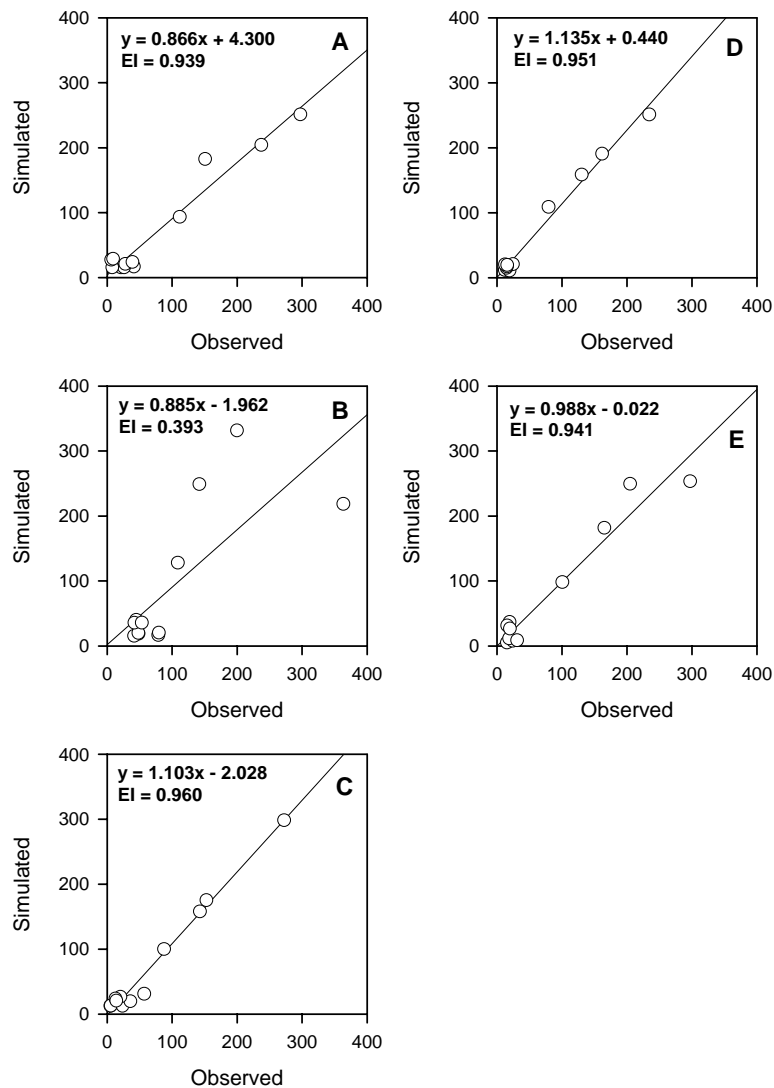 400
300
200
100
0
Simulated
y = 0.866x + 4.300
EI = 0.939
A
0 100 200 300 400
Observed
400
300
200
100
0
Simulated
y = 1.135x + 0.440
EI = 0.951
D
0 100 200 300 400
Observed
400
300
200
100
0
Simulated
y = 0.885x - 1.962
EI = 0.393
B
0 100 200 300 400
Observed
400
300
200
100
0
Simulated
y = 0.988x - 0.022
EI = 0.941
E
0 100 200 300 400
Observed
400
300
200
100
0
Simulated
y = 1.103x - 2.028
EI = 0.960
C
0 100 200 300 400
Observed